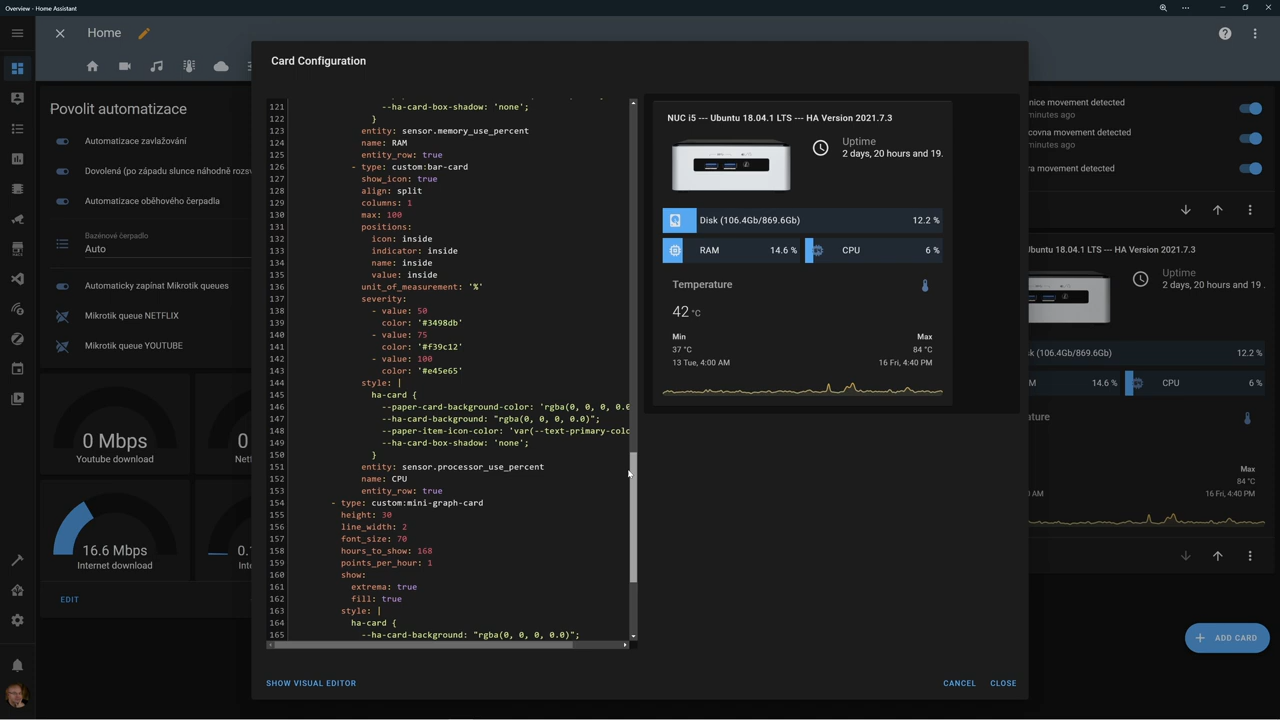 Overview - Home Assistant
Home
Card Configuration
Povolit automatizace
Automatizace zavlažování
Dovolená (po západu slunce náhodně rozs
Automatizace oběhového čerpadla
Bazénové čerpadlo
Auto
Automaticky zapínat Mikrotik queues
Mikrotik queue NETFLIX
Mikrotik queue YOUTUBE
0 Mbps
Youtube download
0
Net
16.6 Mbps
Internet download
0.
Inte
EDIT
121 --ha-card-box-shadow: 'none';
122 }
123 entity: sensor.memory_use_percent
124 name: RAM
125 entity_row: true
126 - type: custom:bar-card
127 show_icon: true
128 align: split
129 columns: 1
130 max: 100
131 positions:
132 icon: inside
133 indicator: inside
134 name: inside
135 value: inside
136 unit_of_measurement: '%'
137 severity:
138 - value: 50
139 color: '#3498db'
140 - value: 75
141 color: '#f39c12'
142 - value: 100
143 color: '#e45e65'
144 style: |
145 ha-card {
146 --paper-card-background-color: 'rgba(0, 0, 0, 0.0
147 --ha-card-background: "rgba(0, 0, 0, 0.0)";
148 --paper-item-icon-color: 'var(--text-primary-colo
149 --ha-card-box-shadow: 'none';
150 }
151 entity: sensor.processor_use_percent
152 name: CPU
153 entity_row: true
154 - type: custom:mini-graph-card
155 height: 30
156 line_width: 2
157 font_size: 70
158 hours_to_show: 168
159 points_per_hour: 1
160 show:
161 extrema: true
162 fill: true
163 style: |
164 ha-card {
165 --ha-card-background: "rgba(0, 0, 0, 0.0)";
SHOW VISUAL EDITOR
CANCEL
CLOSE
NUC i5 --- Ubuntu 18.04.1 LTS --- HA Version 2021.7.3
Uptime
2 days, 20 hours and 19.
Disk (106.4Gb/869.6Gb) 12.2 %
RAM 14.6 % CPU 6 %
Temperature
42 °C
Min Max
37 °C 84 °C
13 Tue, 4:00 AM 16 Fri, 4:40 PM
nice movement detected
minutes ago
covna movement detected
minutes ago
ra movement detected
buntu 18.04.1 LTS --- HA Version 2021.7.3
Uptime
2 days, 20 hours and 19 .
k (106.4Gb/869.6Gb) 12.2 %
M 14.6 % CPU 6 %
ature
Max
84 °C
AM 16 Fri, 4:40 PM
ADD CARD